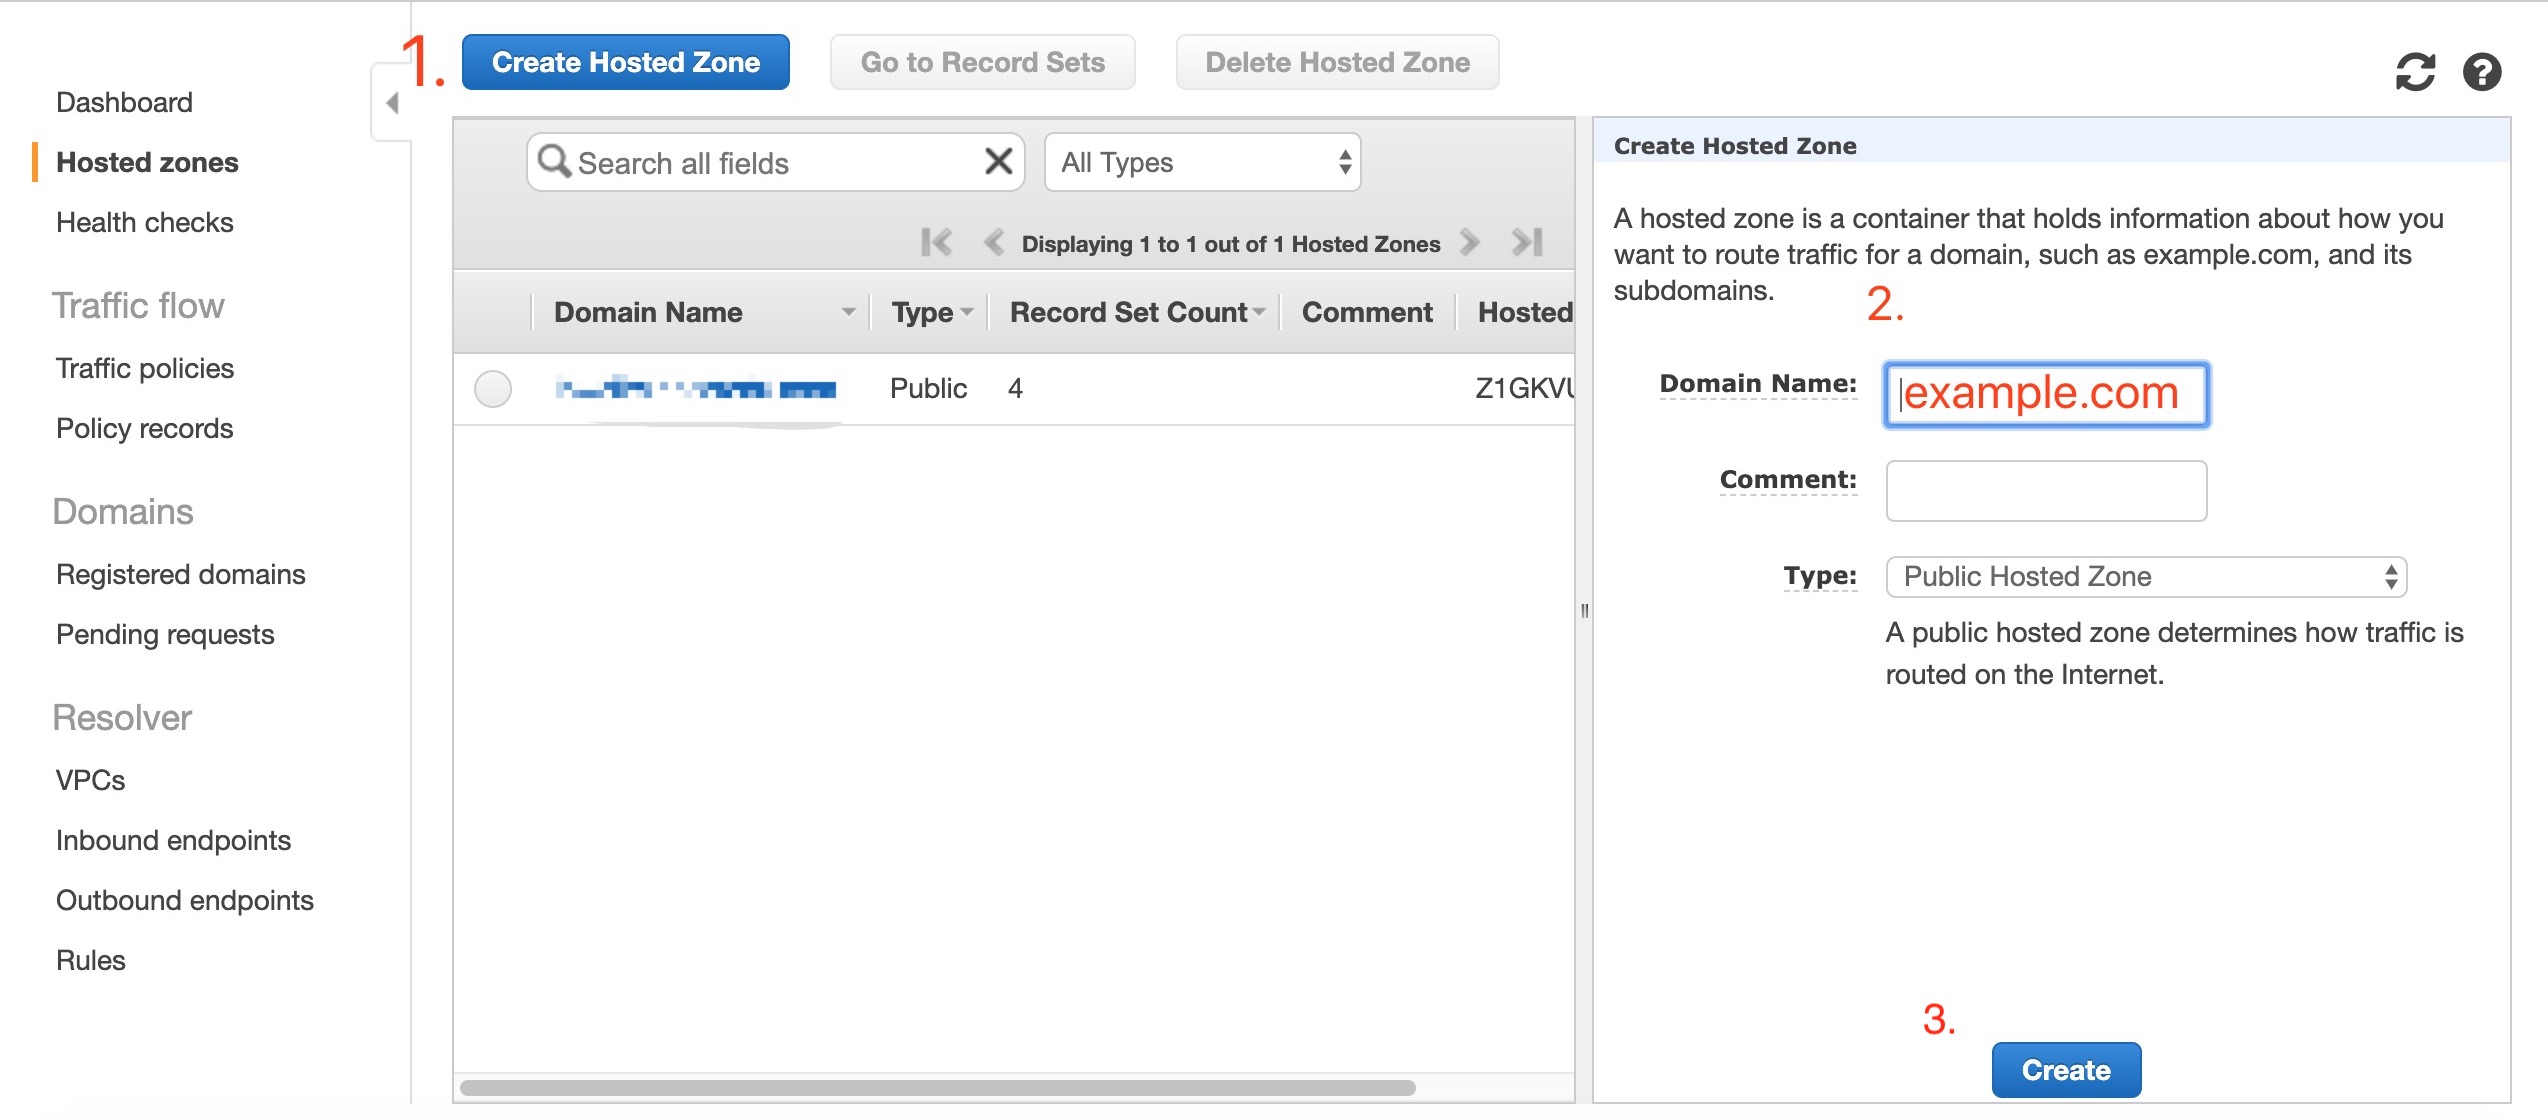 Dashboard
Hosted zones
Health checks
Traffic flow
Traffic policies
Policy records
Domains
Registered domains
Pending requests
Resolver
VPCs
Inbound endpoints
Outbound endpoints
Rules
1.
Create Hosted Zone
Go to Record Sets
Delete Hosted Zone
Search all fields
All Types
Displaying 1 to 1 out of 1 Hosted Zones
Domain Name Type Record Set Count Comment Hosted
Public 4
Create Hosted Zone
A hosted zone is a container that holds information about how you
want to route traffic for a domain, such as example.com, and its
subdomains.
2.
Domain Name: example.com
Comment:
Type: Public Hosted Zone
A public hosted zone determines how traffic is
routed on the Internet.
3.
Create